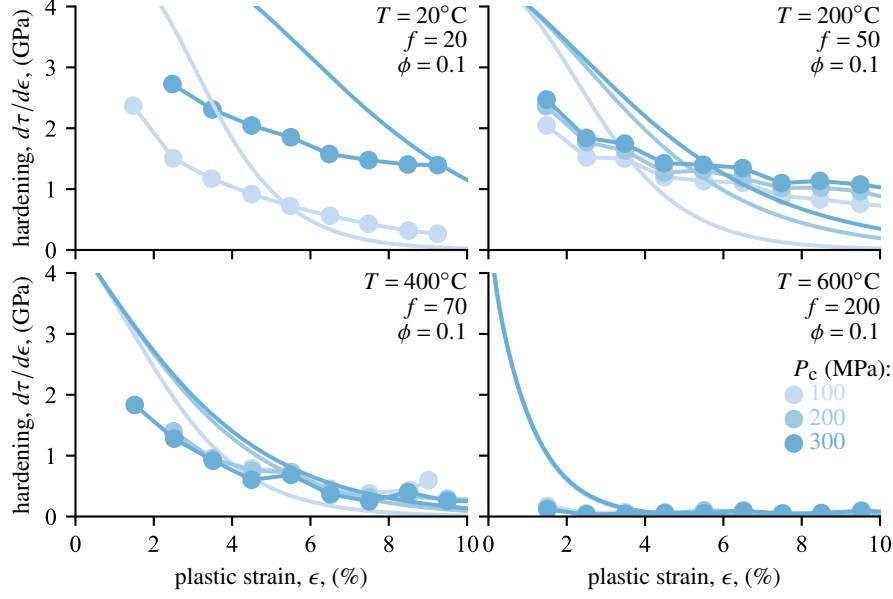 T = 20°C
f = 20
ϕ = 0.1
hardening, dτ/dϵ, (GPa)
4
3
2
1
0
T = 200°C
f = 50
ϕ = 0.1
T = 400°C
f = 70
ϕ = 0.1
hardening, dτ/dϵ, (GPa)
4
3
2
1
0
0 2 4 6 8 10
plastic strain, ϵ, (%)
T = 600°C
f = 200
ϕ = 0.1
P_c (MPa):
100
200
300
0 2 4 6 8 10
plastic strain, ϵ, (%)